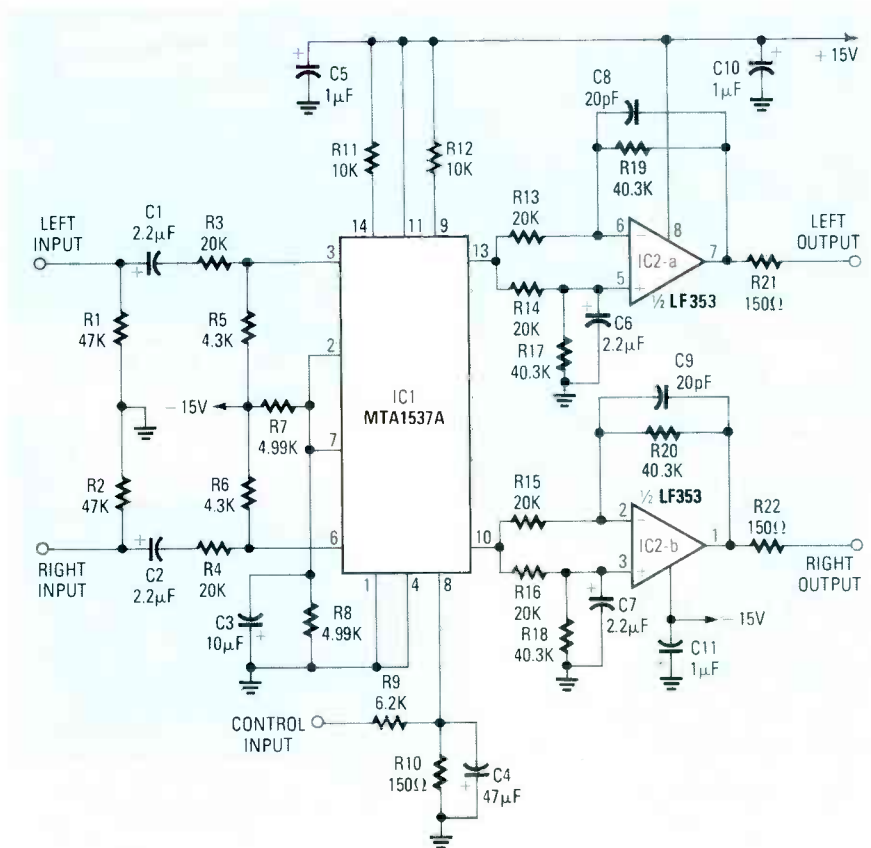 +15V
C5
1µF
C10
1µF
C8
20pF
R11
10K
R12
10K
R19
40.3K
LEFT
INPUT
C1
2.2µF
R3
20K
14
11
9
3
13
R13
20K
6
8
7
5
IC2-a
½ LF353
LEFT
OUTPUT
R21
150Ω
R14
20K
R1
47K
R5
4.3K
2
R17
40.3K
C6
2.2µF
C9
20pF
-15V
R7
4.99K
IC1
MTA1537A
7
R20
40.3K
½ LF353
R2
47K
R6
4.3K
R15
20K
2
R22
150Ω
RIGHT
INPUT
C2
2.2µF
R4
20K
6
10
3
IC2-b
1
RIGHT
OUTPUT
1
4
8
R16
20K
C7
2.2µF
-15V
C3
10µF
R8
4.99K
R18
40.3K
C11
1µF
R9
6.2K
CONTROL
INPUT
R10
150Ω
C4
47µF